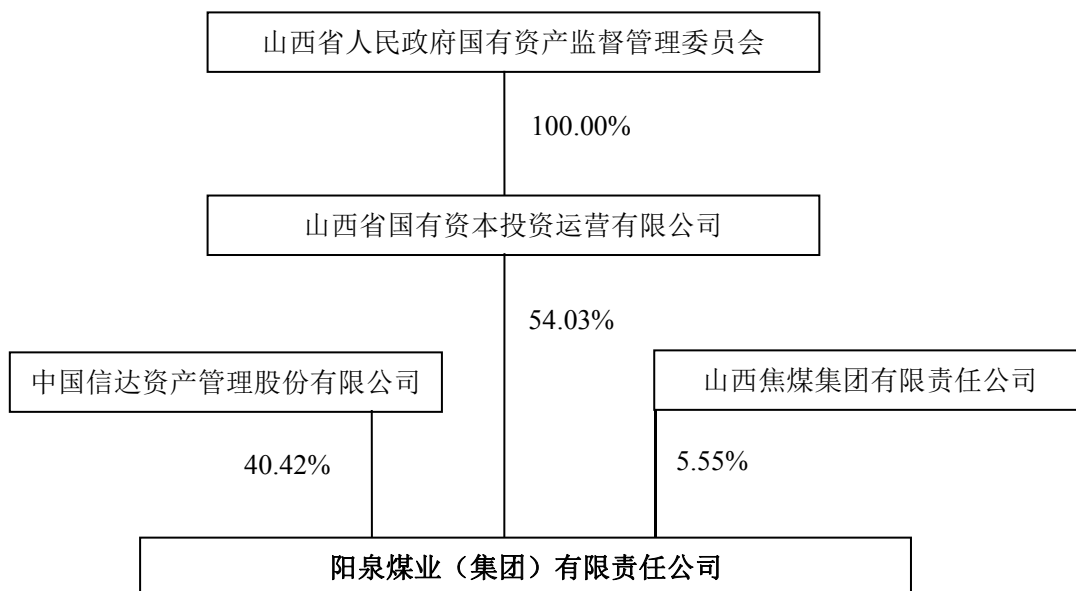 山西省人民政府国有资产监督管理委员会
100.00%
山西省国有资本投资运营有限公司
54.03%
中国信达资产管理股份有限公司
山西焦煤集团有限责任公司
40.42%
5.55%
阳泉煤业（集团）有限责任公司